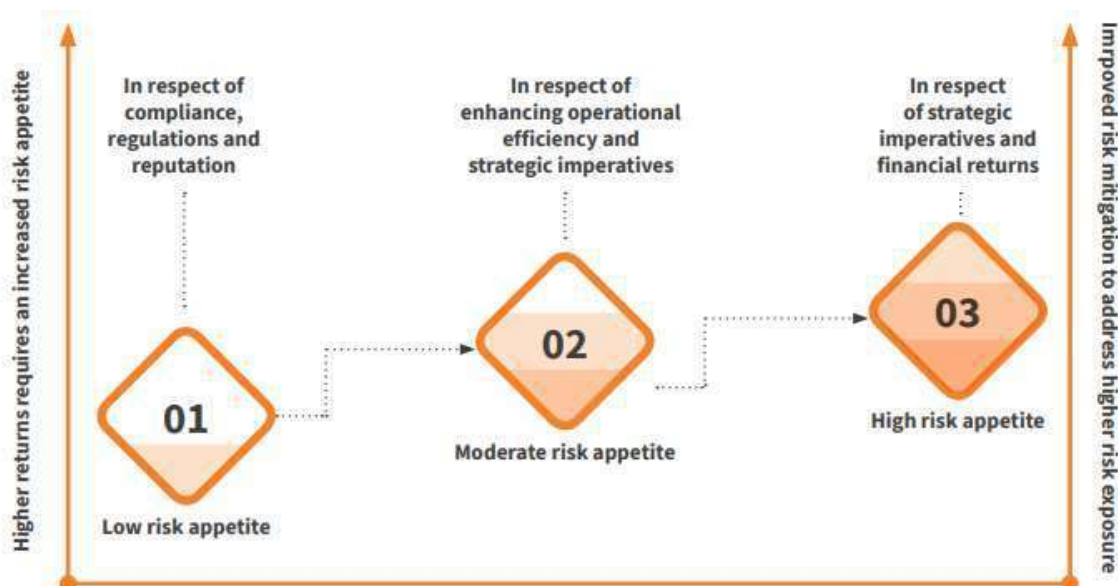 Higher returns requires an increased risk appetite
In respect of
compliance,
regulations and
reputation
01
Low risk appetite
In respect of
enhancing operational
efficiency and
strategic imperatives
02
Moderate risk appetite
In respect
of strategic
imperatives and
financial returns
03
High risk appetite
Imrpoved risk mitigation to address higher risk exposure